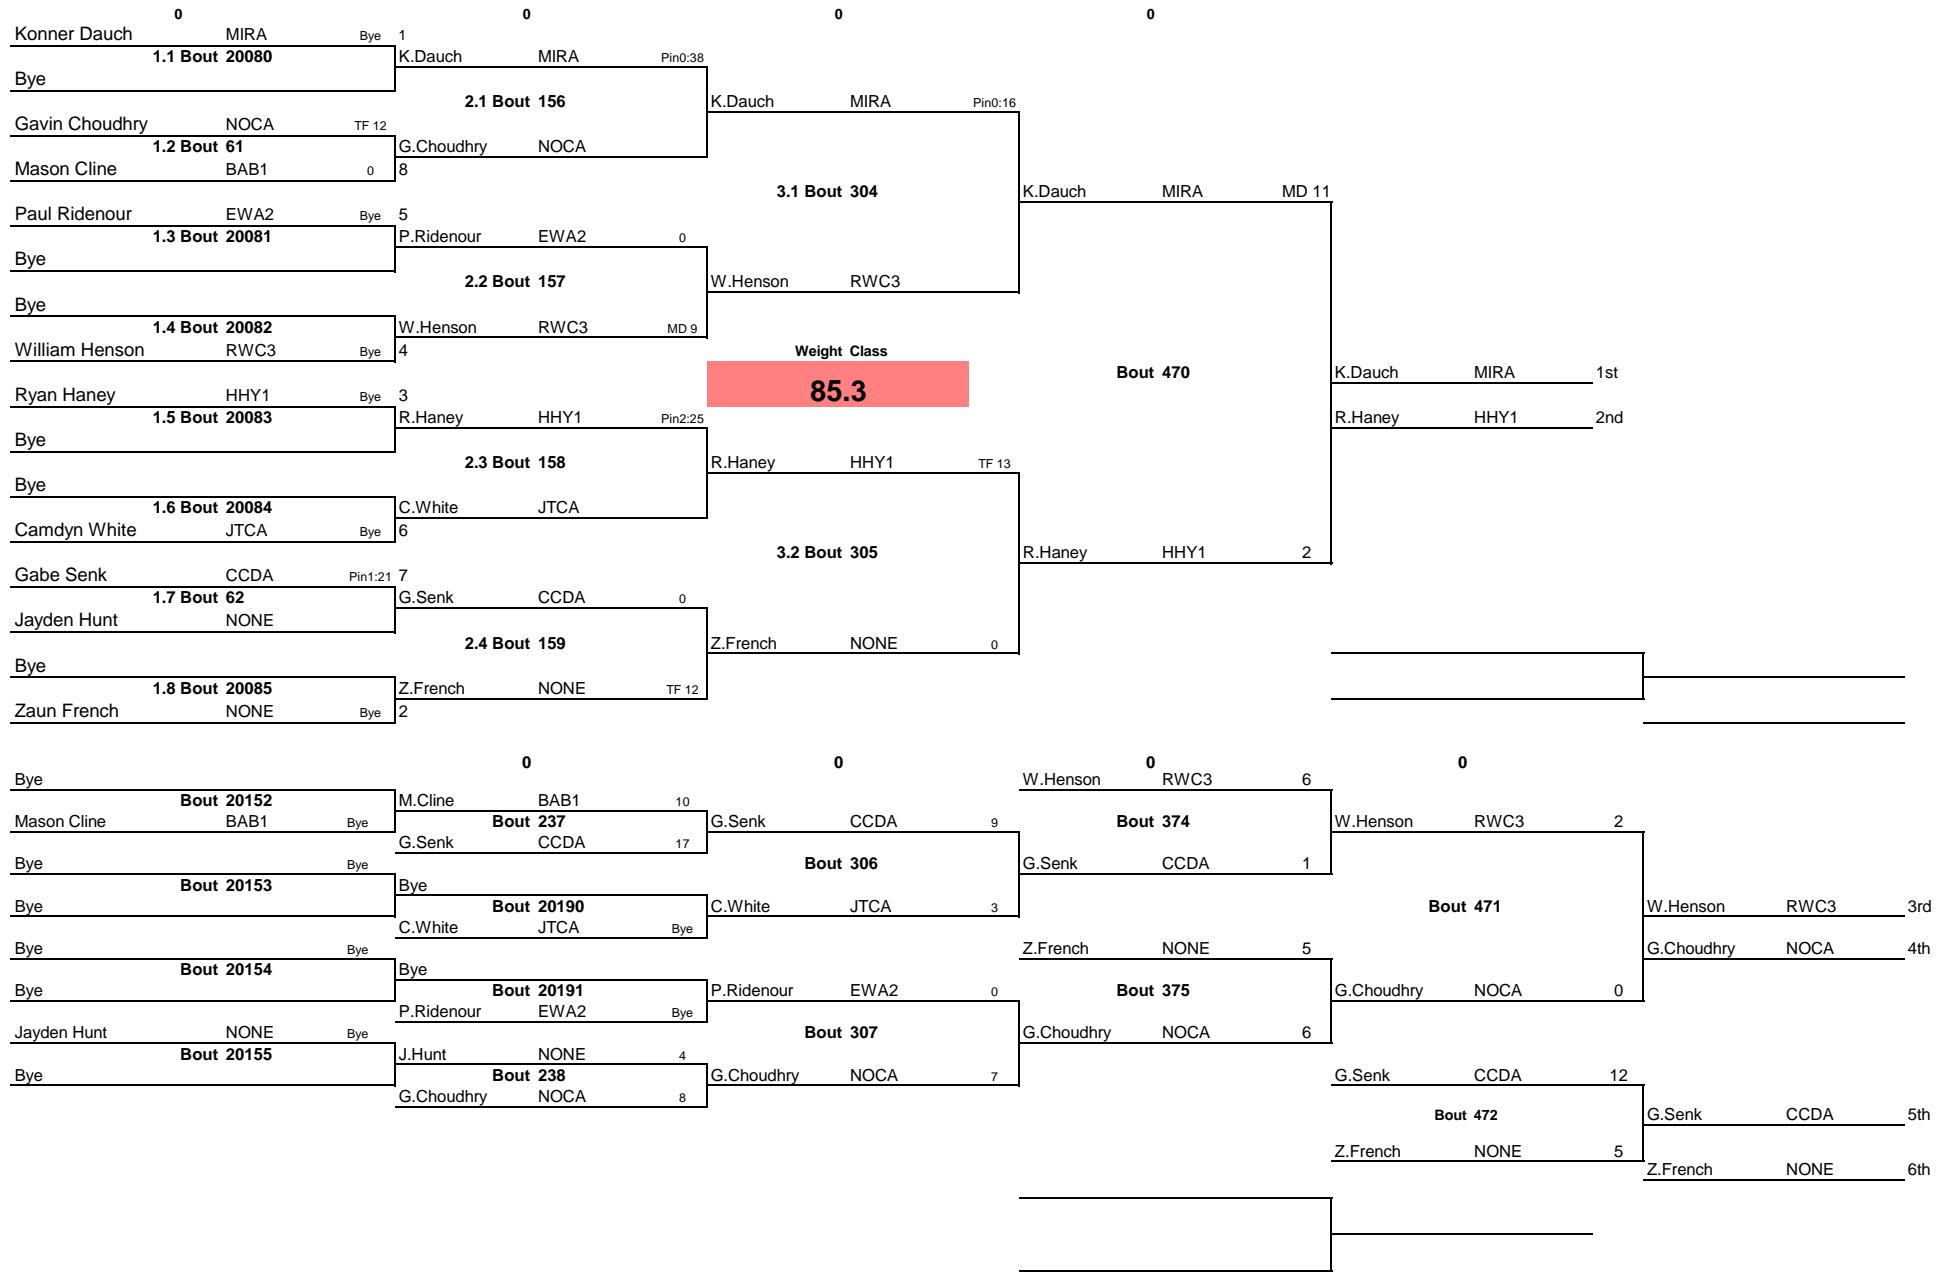 0 0 0 0
Konner Dauch MIRA Bye 1
1.1 Bout 20080 K.Dauch MIRA Pin0:38
Bye
2.1 Bout 156 K.Dauch MIRA Pin0:16
Gavin Choudhry NOCA TF 12
1.2 Bout 61 G.Choudhry NOCA
Mason Cline BAB1 0 8
3.1 Bout 304 K.Dauch MIRA MD 11
Paul Ridenour EWA2 Bye 5
1.3 Bout 20081 P.Ridenour EWA2 0
Bye
2.2 Bout 157 W.Henson RWC3
Bye
1.4 Bout 20082 W.Henson RWC3 MD 9
William Henson RWC3 Bye 4 Weight Class
Bout 470 K.Dauch MIRA 1st
Ryan Haney HHY1 Bye 3 85.3
1.5 Bout 20083 R.Haney HHY1 Pin2:25 R.Haney HHY1 2nd
Bye
2.3 Bout 158 R.Haney HHY1 TF 13
Bye
1.6 Bout 20084 C.White JTCA
Camdyn White JTCA Bye 6
3.2 Bout 305 R.Haney HHY1 2
Gabe Senk CCDA Pin1:21 7
1.7 Bout 62 G.Senk CCDA 0
Jayden Hunt NONE
2.4 Bout 159 Z.French NONE 0
Bye
1.8 Bout 20085 Z.French NONE TF 12
Zaun French NONE Bye 2
0 0 0 0
Bye W.Henson RWC3 6
Bout 20152 M.Cline BAB1 10
Mason Cline BAB1 Bye Bout 237 G.Senk CCDA 9 Bout 374 W.Henson RWC3 2
G.Senk CCDA 17
Bye Bye Bout 306 G.Senk CCDA 1
Bout 20153 Bye
Bye Bout 20190 C.White JTCA 3 Bout 471 W.Henson RWC3 3rd
C.White JTCA Bye
Bye Bye Z.French NONE 5 G.Choudhry NOCA 4th
Bout 20154 Bye
Bye Bout 20191 P.Ridenour EWA2 0 Bout 375 G.Choudhry NOCA 0
P.Ridenour EWA2 Bye
Jayden Hunt NONE Bye Bout 307 G.Choudhry NOCA 6
Bout 20155 J.Hunt NONE 4
Bye Bout 238 G.Choudhry NOCA 7 G.Senk CCDA 12
G.Choudhry NOCA 8
Bout 472 G.Senk CCDA 5th
Z.French NONE 5
Z.French NONE 6th